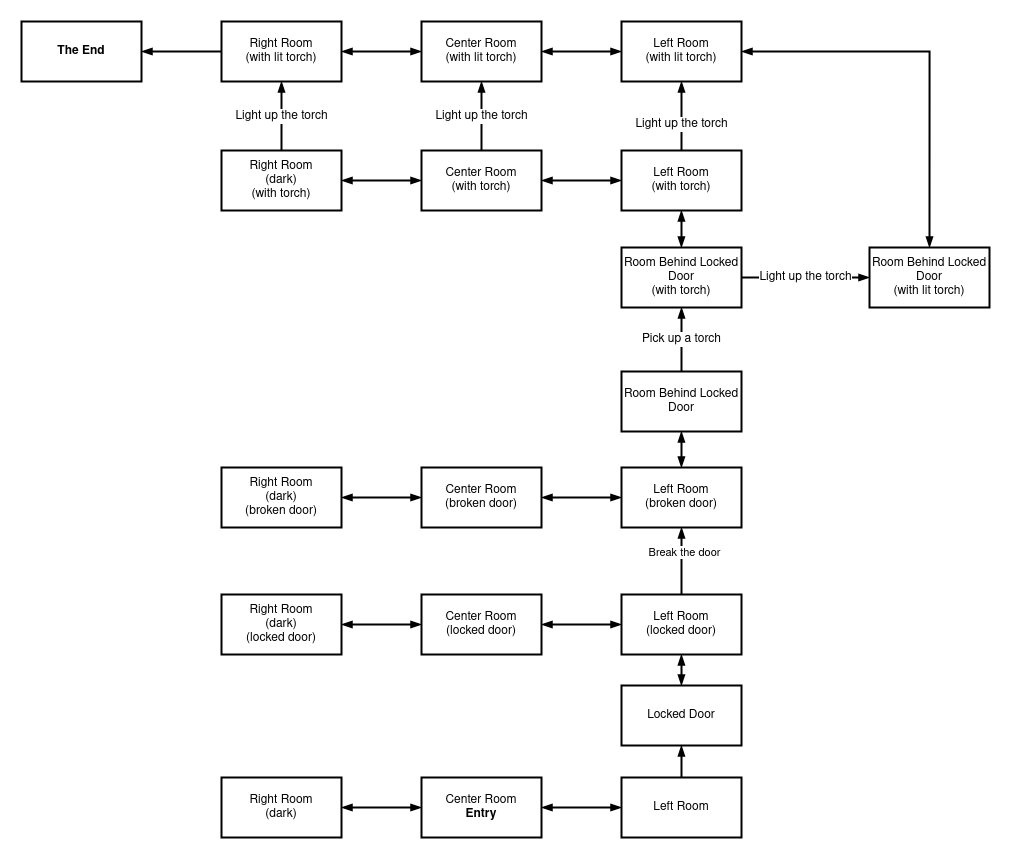 The End
Right Room
(with lit torch)
Center Room
(with lit torch)
Left Room
(with lit torch)
Light up the torch
Light up the torch
Light up the torch
Right Room
(dark)
(with torch)
Center Room
(with torch)
Left Room
(with torch)
Room Behind Locked
Door
(with torch)
Light up the torch
Room Behind Locked
Door
(with lit torch)
Pick up a torch
Room Behind Locked
Door
Right Room
(dark)
(broken door)
Center Room
(broken door)
Left Room
(broken door)
Break the door
Right Room
(dark)
(locked door)
Center Room
(locked door)
Left Room
(locked door)
Locked Door
Right Room
(dark)
Center Room
Entry
Left Room